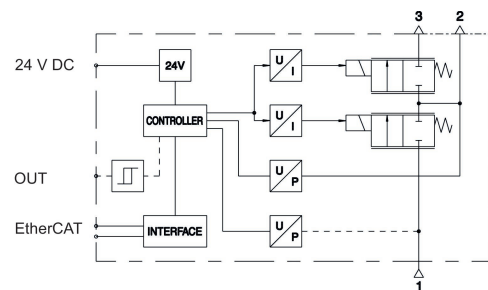 3 2
24 V DC
24V
U
I
CONTROLLER
U
I
OUT
U
P
EtherCAT
INTERFACE
U
P
1